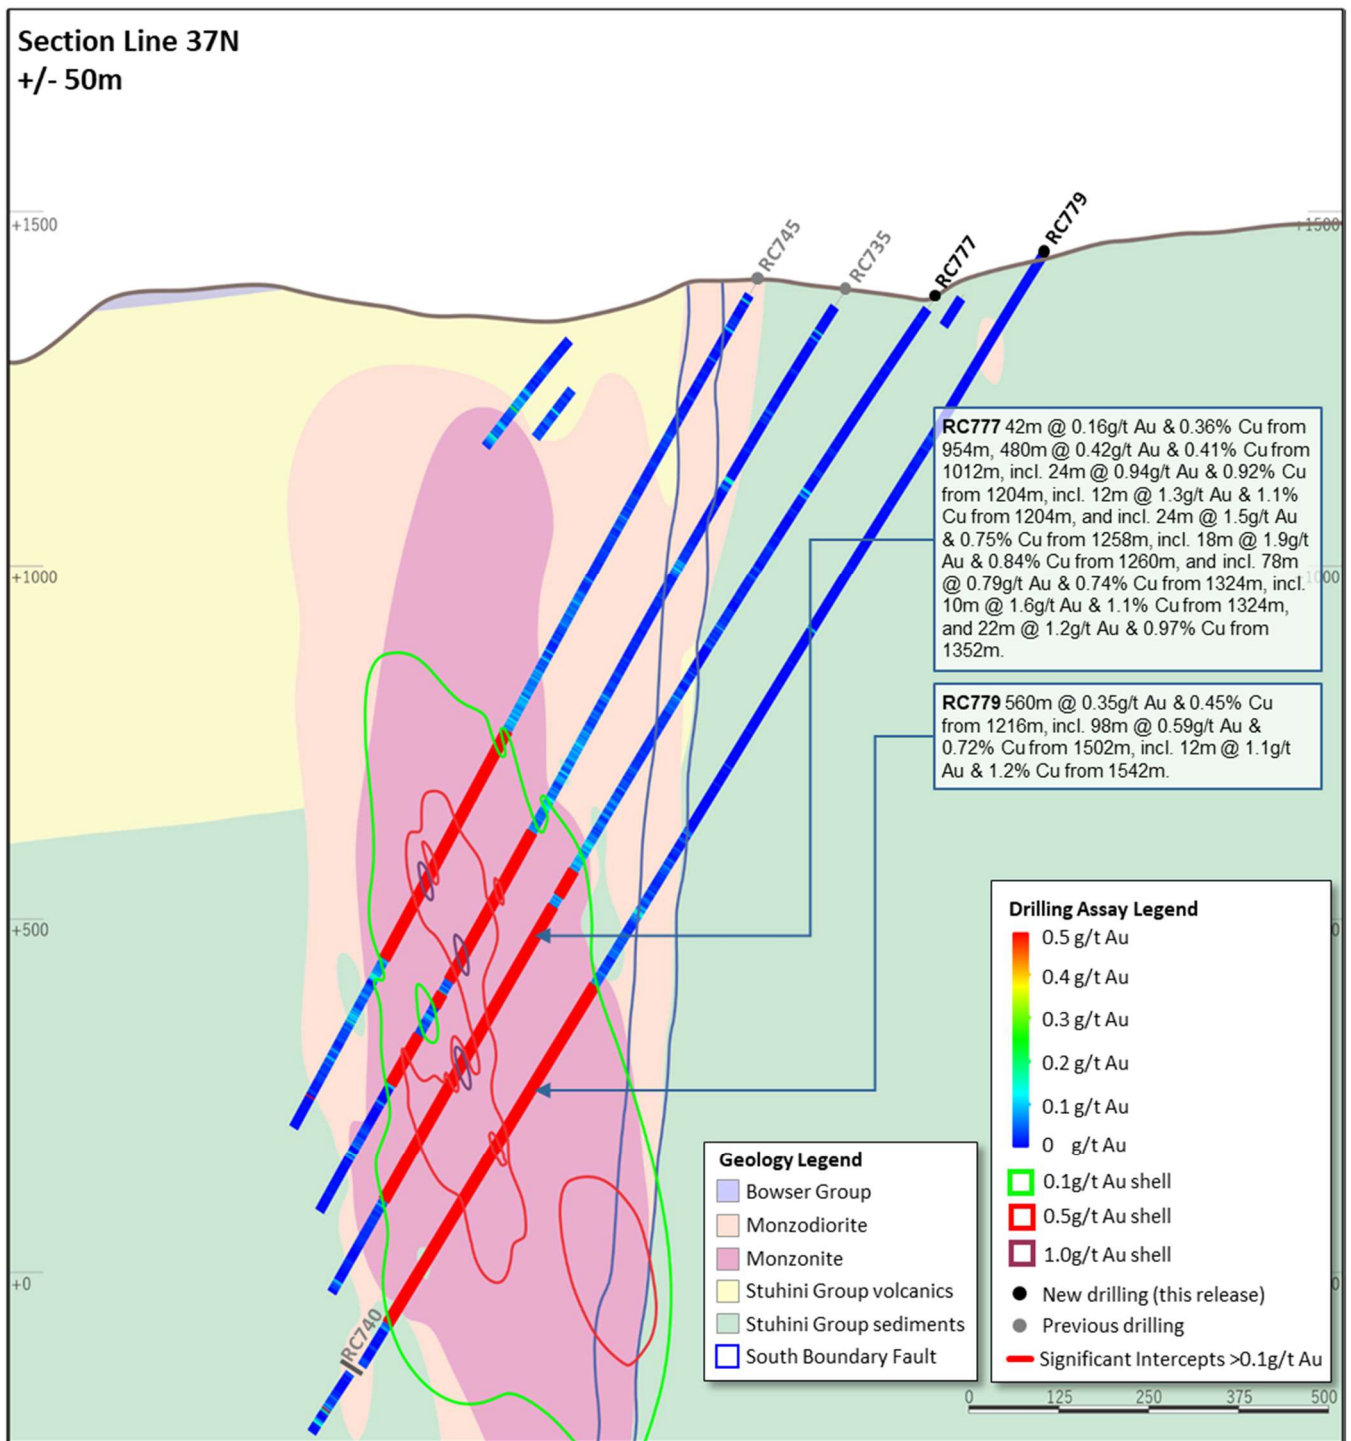 Section Line 37N
+/- 50m
+1500
+1500
RC745
RC735
RC777
RC779
RC777 42m @ 0.16g/t Au & 0.36% Cu from
954m, 480m @ 0.42g/t Au & 0.41% Cu from
1012m, incl. 24m @ 0.94g/t Au & 0.92% Cu
from 1204m, incl. 12m @ 1.3g/t Au & 1.1%
Cu from 1204m, and incl. 24m @ 1.5g/t Au
& 0.75% Cu from 1258m, incl. 18m @ 1.9g/t
Au & 0.84% Cu from 1260m, and incl. 78m
@ 0.79g/t Au & 0.74% Cu from 1324m, incl.
10m @ 1.6g/t Au & 1.1% Cu from 1324m,
and 22m @ 1.2g/t Au & 0.97% Cu from
1352m.
+1000
RC779 560m @ 0.35g/t Au & 0.45% Cu
from 1216m, incl. 98m @ 0.59g/t Au &
0.72% Cu from 1502m, incl. 12m @ 1.1g/t
Au & 1.2% Cu from 1542m.
+500
+0
RC740
Geology Legend
Bowser Group
Monzodiorite
Monzonite
Stuhini Group volcanics
Stuhini Group sediments
South Boundary Fault
Drilling Assay Legend
0.5 g/t Au
0.4 g/t Au
0.3 g/t Au
0.2 g/t Au
0.1 g/t Au
0 g/t Au
0.1g/t Au shell
0.5g/t Au shell
1.0g/t Au shell
New drilling (this release)
Previous drilling
Significant Intercepts >0.1g/t Au
0 125 250 375 500